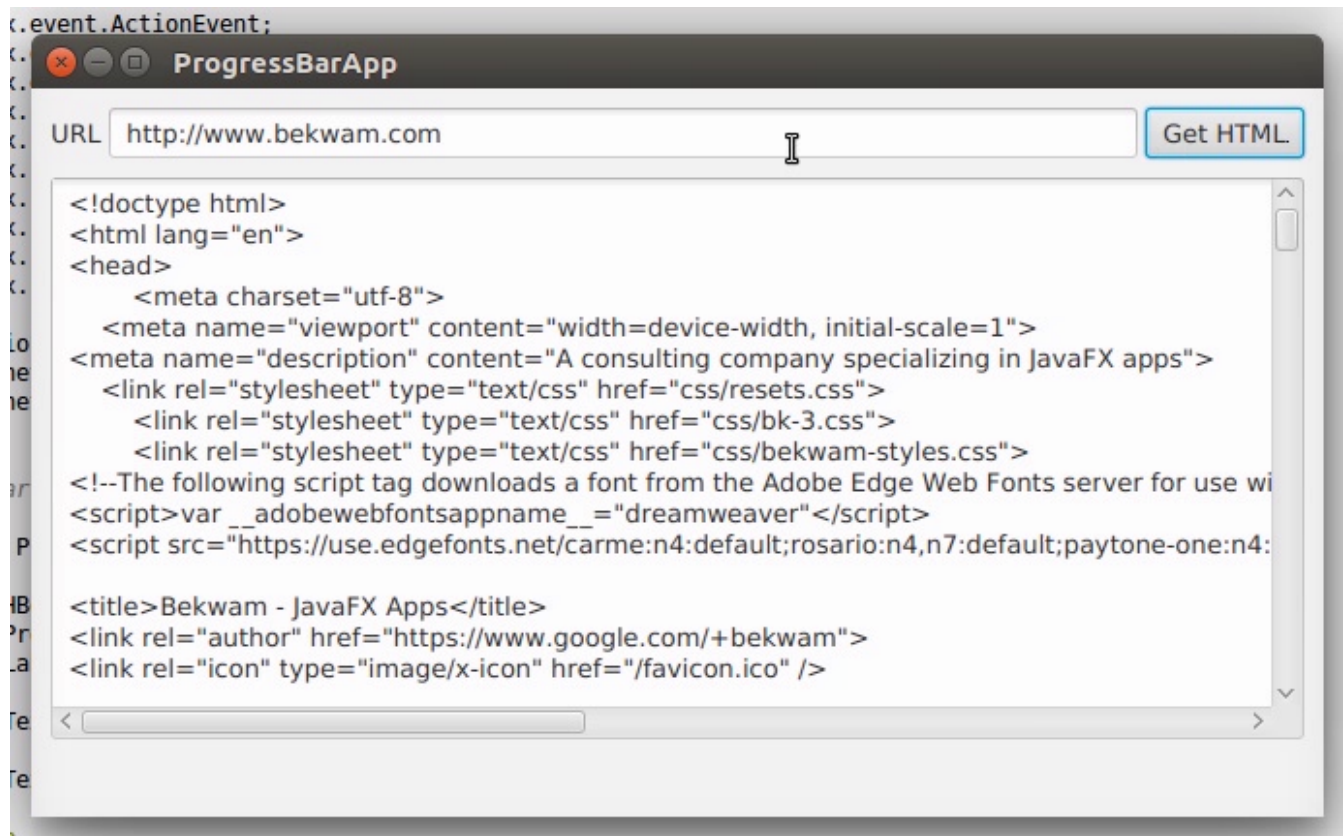 x.event.ActionEvent;
ProgressBarApp
URL http://www.bekwam.com Get HTML.
<!doctype html>
<html lang="en">
<head>
<meta charset="utf-8">
<meta name="viewport" content="width=device-width, initial-scale=1">
<meta name="description" content="A consulting company specializing in JavaFX apps">
<link rel="stylesheet" type="text/css" href="css/resets.css">
<link rel="stylesheet" type="text/css" href="css/bk-3.css">
<link rel="stylesheet" type="text/css" href="css/bekwam-styles.css">
<!--The following script tag downloads a font from the Adobe Edge Web Fonts server for use wi
<script>var __adobewebfontsappname__="dreamweaver"</script>
<script src="https://use.edgefonts.net/carme:n4:default;rosario:n4,n7:default;paytone-one:n4:
<title>Bekwam - JavaFX Apps</title>
<link rel="author" href="https://www.google.com/+bekwam">
<link rel="icon" type="image/x-icon" href="/favicon.ico" />